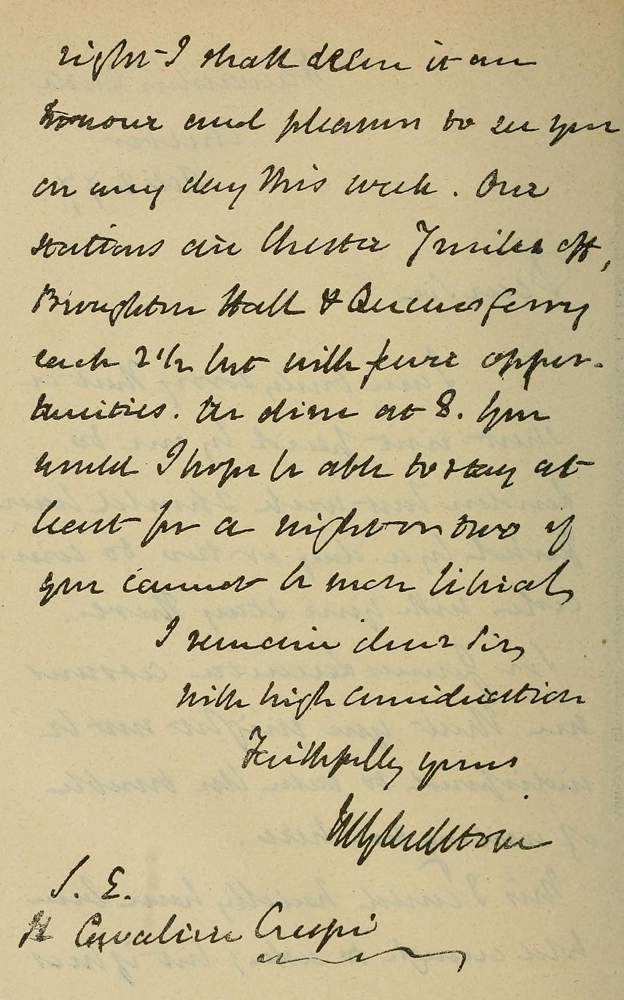 right I shall deem it an
honour and pleasure to see you
on any day this week. Our
stations are Chester 7 miles off,
Broughton Hall & Queensferry
each 2½ but with fewer oppor-
tunities. We dine at 8. You
would I hope be able to stay at
least for a night or two if
you cannot be more liberal,
I remain dear Sir,
with high consideration
Faithfully yours
WEGladstone
S. E.
Il Cavaliere Crespi